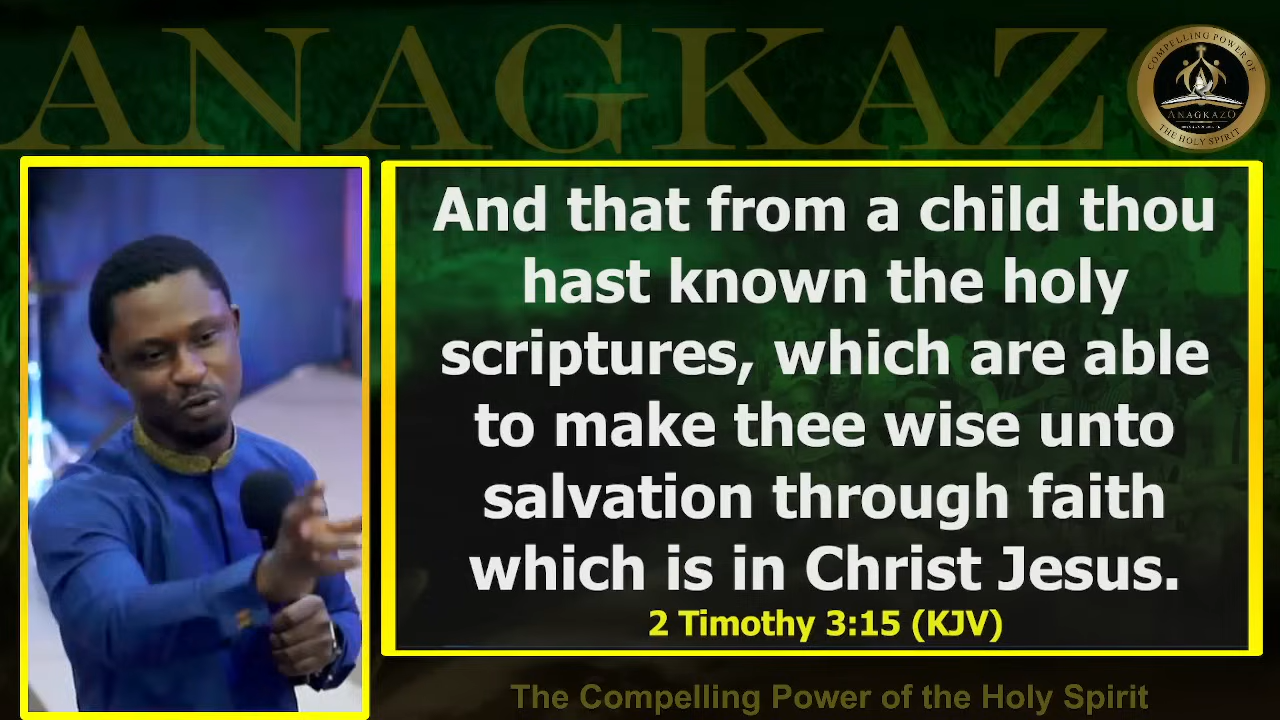 ANAGKAZO
COMPELLING POWER OF
ANAGKAZO
THE HOLY SPIRIT
And that from a child thou
hast known the holy
scriptures, which are able
to make thee wise unto
salvation through faith
which is in Christ Jesus.
2 Timothy 3:15 (KJV)
The Compelling Power of the Holy Spirit